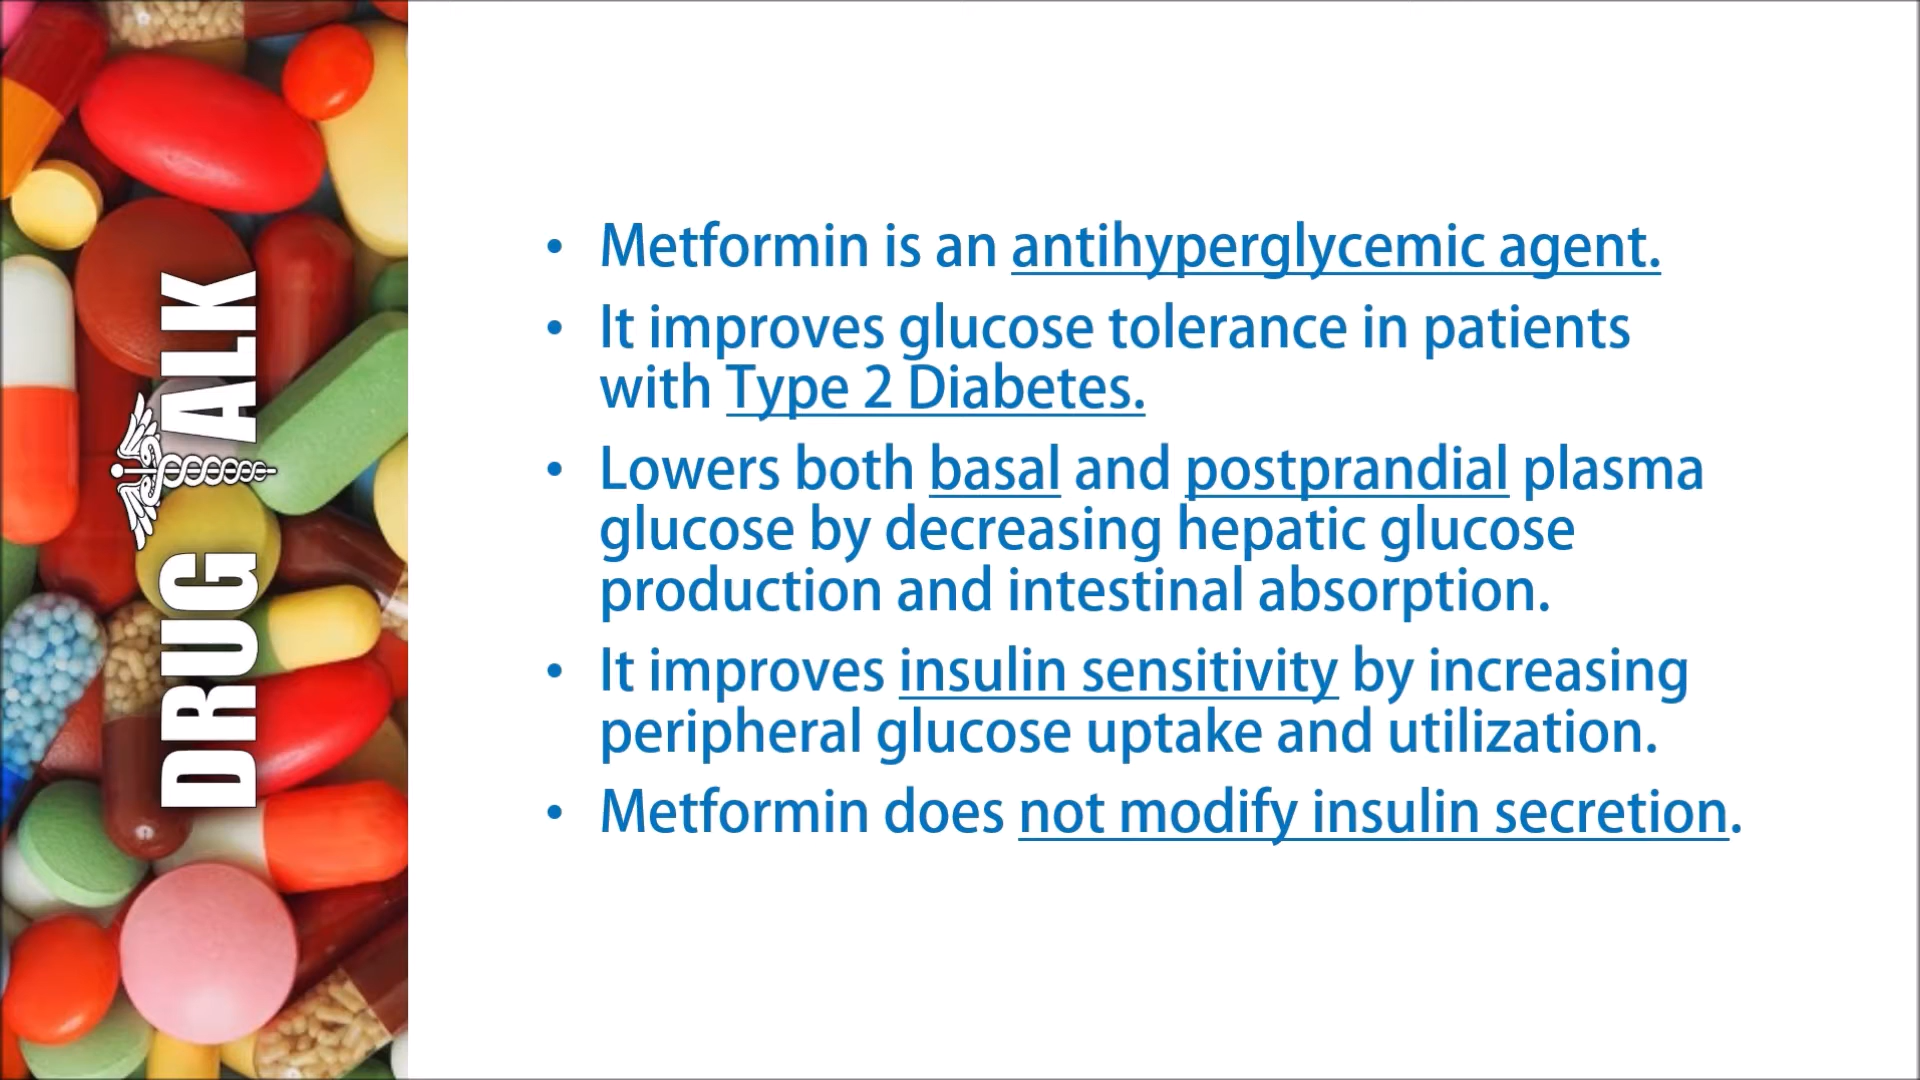 DRUG ALK
• Metformin is an antihyperglycemic agent.
• It improves glucose tolerance in patients
with Type 2 Diabetes.
• Lowers both basal and postprandial plasma
glucose by decreasing hepatic glucose
production and intestinal absorption.
• It improves insulin sensitivity by increasing
peripheral glucose uptake and utilization.
• Metformin does not modify insulin secretion.